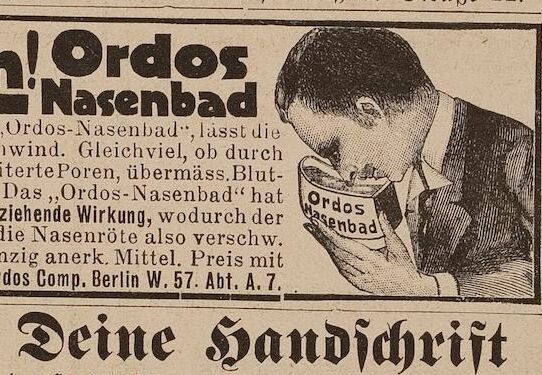 ! Ordos
Nasenbad
„Ordos-Nasenbad“, lässt die
wind. Gleichviel, ob durch
iterte Poren, übermäss. Blut-
Das „Ordos-Nasenbad“ hat
ziehende Wirkung, wodurch der
die Nasenröte also verschw.
nzig anerk. Mittel. Preis mit
rdos Comp. Berlin W. 57. Abt. A. 7.
Ordos
Nasenbad
Deine Handschrift